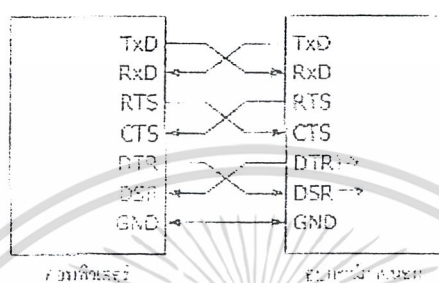 TxD TxD
RxD RxD
RTS RTS
CTS CTS
DTR DTR
DSR DSR
GND GND